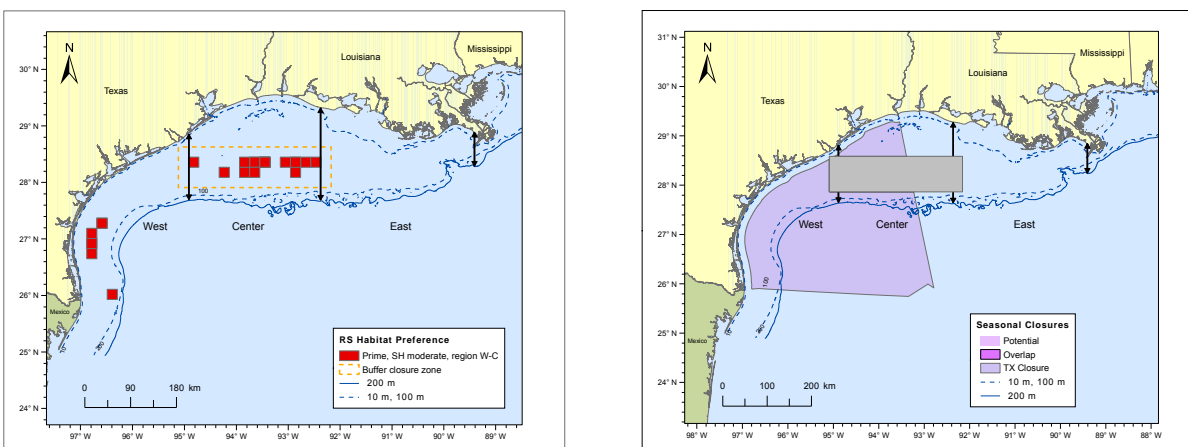 N
Mississippi
Louisiana
Texas
30° N
29° N
28° N
27° N
26° N
25° N
24° N
100
West
Center
East
Mexico
10
200
RS Habitat Preference
Prime, SH moderate, region W-C
Buffer closure zone
200 m
10 m, 100 m
0 90 180 km
97° W 96° W 95° W 94° W 93° W 92° W 91° W 90° W 89° W
31° N
N
Mississippi
Louisiana
Texas
30° N
29° N
28° N
27° N
26° N
25° N
24° N
West
Center
East
100
Mexico
10
200
Seasonal Closures
Potential
Overlap
TX Closure
10 m, 100 m
200 m
0 100 200 km
98° W 97° W 96° W 95° W 94° W 93° W 92° W 91° W 90° W 89° W 88° W